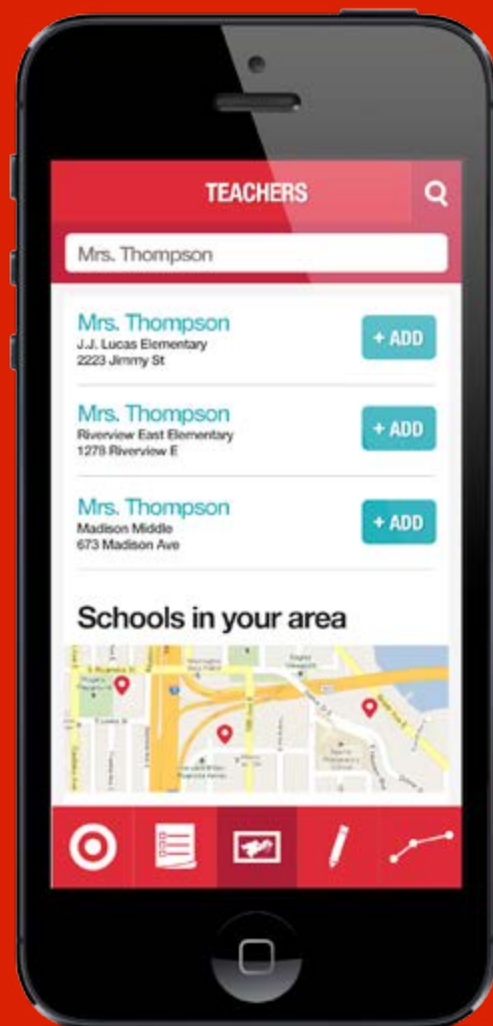 TEACHERS
Mrs. Thompson
Mrs. Thompson
J.J. Lucas Elementary
2223 Jimmy St
+ ADD
Mrs. Thompson
Riverview East Elementary
1278 Riverview E
+ ADD
Mrs. Thompson
Madison Middle
673 Madison Ave
+ ADD
Schools in your area